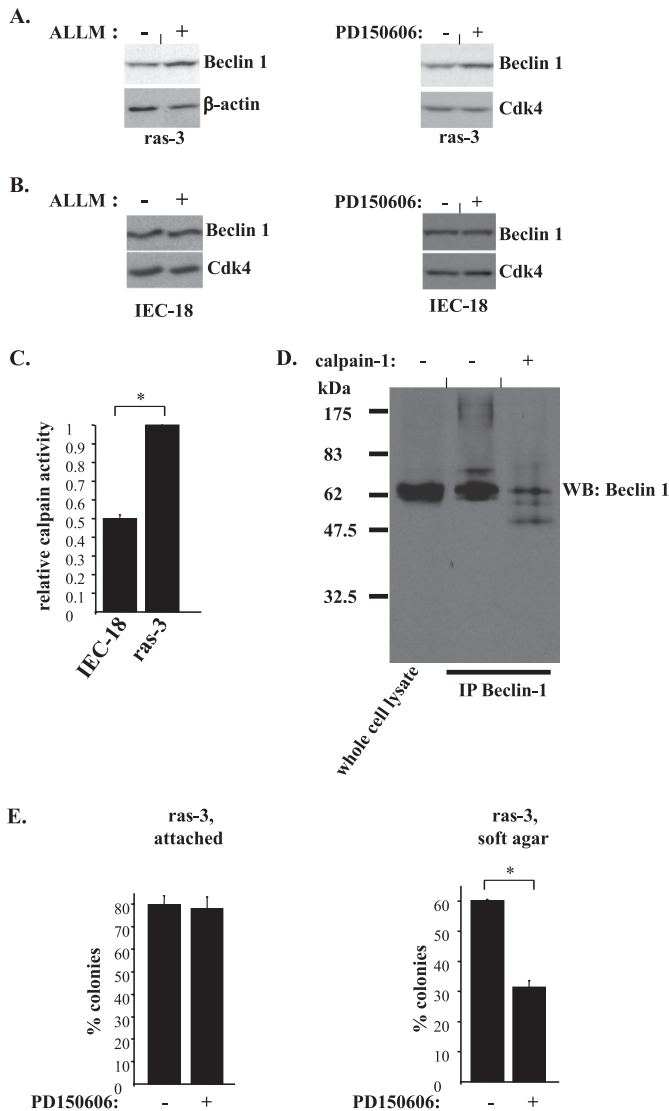 A.
ALLM : - +
Beclin 1
β-actin
ras-3
PD150606: - +
Beclin 1
Cdk4
ras-3
B.
ALLM : - +
Beclin 1
Cdk4
IEC-18
PD150606: - +
Beclin 1
Cdk4
IEC-18
C.
*
relative calpain activity
1
0.9
0.8
0.7
0.6
0.5
0.4
0.3
0.2
0.1
0
IEC-18
ras-3
D.
calpain-1: - - +
kDa
175
83
62
47.5
32.5
WB: Beclin 1
whole cell lysate
IP Beclin-1
E.
ras-3,
attached
% colonies
80
70
60
50
40
30
20
10
0
PD150606: - +
ras-3,
soft agar
*
% colonies
60
50
40
30
20
10
0
PD150606: - +